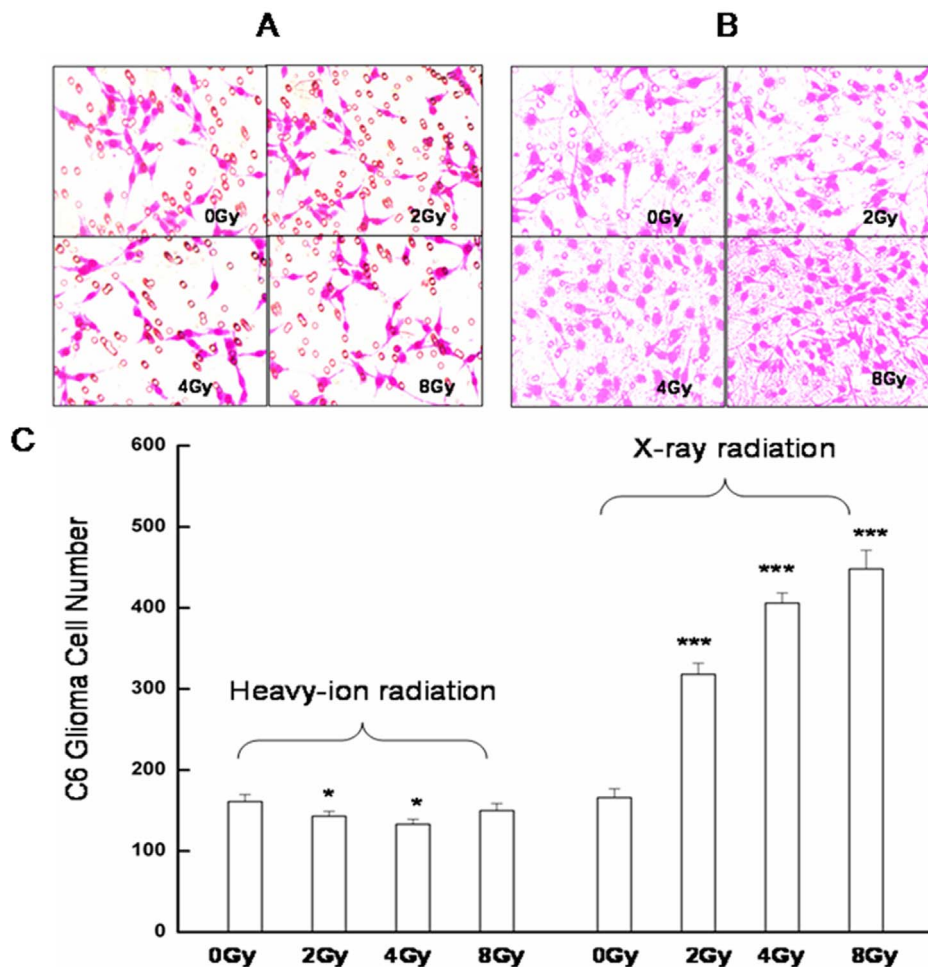 A
B
0Gy
2Gy
4Gy
8Gy
0Gy
2Gy
4Gy
8Gy
C
C6 Glioma Cell Number
600
500
400
300
200
100
0
Heavy-ion radiation
X-ray radiation
* * *** *** ***
0Gy 2Gy 4Gy 8Gy 0Gy 2Gy 4Gy 8Gy